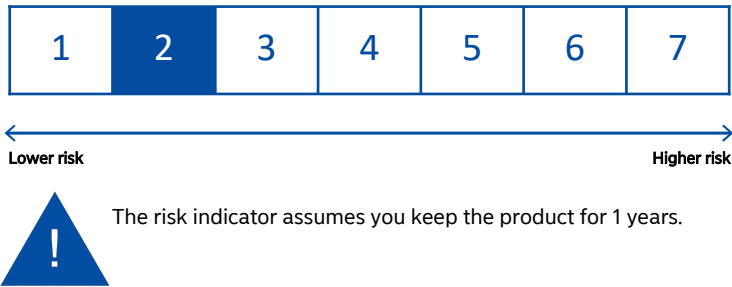 1 2 3 4 5 6 7
Lower risk Higher risk
! The risk indicator assumes you keep the product for 1 years.